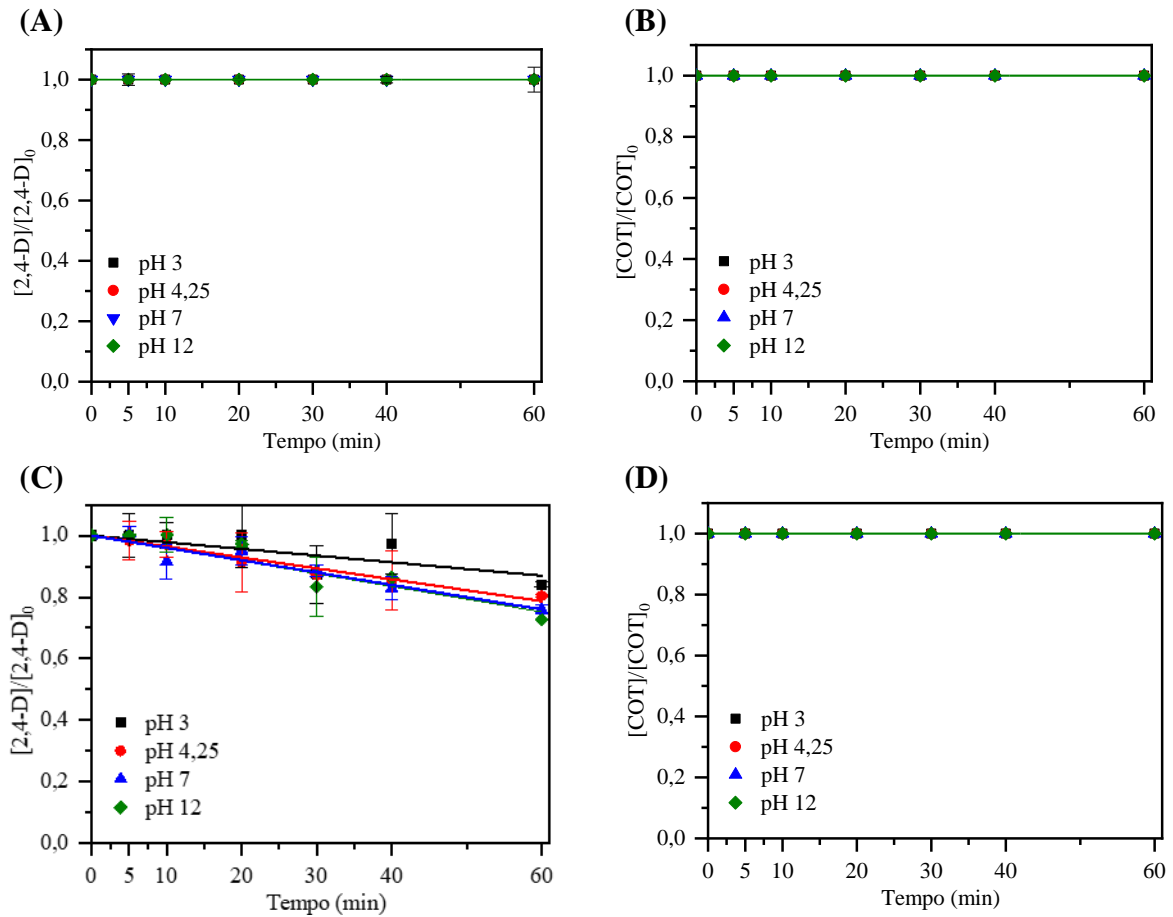 (A)
[2,4-D]/[2,4-D]0
1,0
0,8
0,6
0,4
0,2
0,0
pH 3
pH 4,25
pH 7
pH 12
0 5 10 20 30 40 60
Tempo (min)
(B)
[COT]/[COT]0
1,0
0,8
0,6
0,4
0,2
0,0
pH 3
pH 4,25
pH 7
pH 12
0 5 10 20 30 40 60
Tempo (min)
(C)
[2,4-D]/[2,4-D]0
1,0
0,8
0,6
0,4
0,2
0,0
pH 3
pH 4,25
pH 7
pH 12
0 5 10 20 30 40 60
Tempo (min)
(D)
[COT]/[COT]0
1,0
0,8
0,6
0,4
0,2
0,0
pH 3
pH 4,25
pH 7
pH 12
0 5 10 20 30 40 60
Tempo (min)